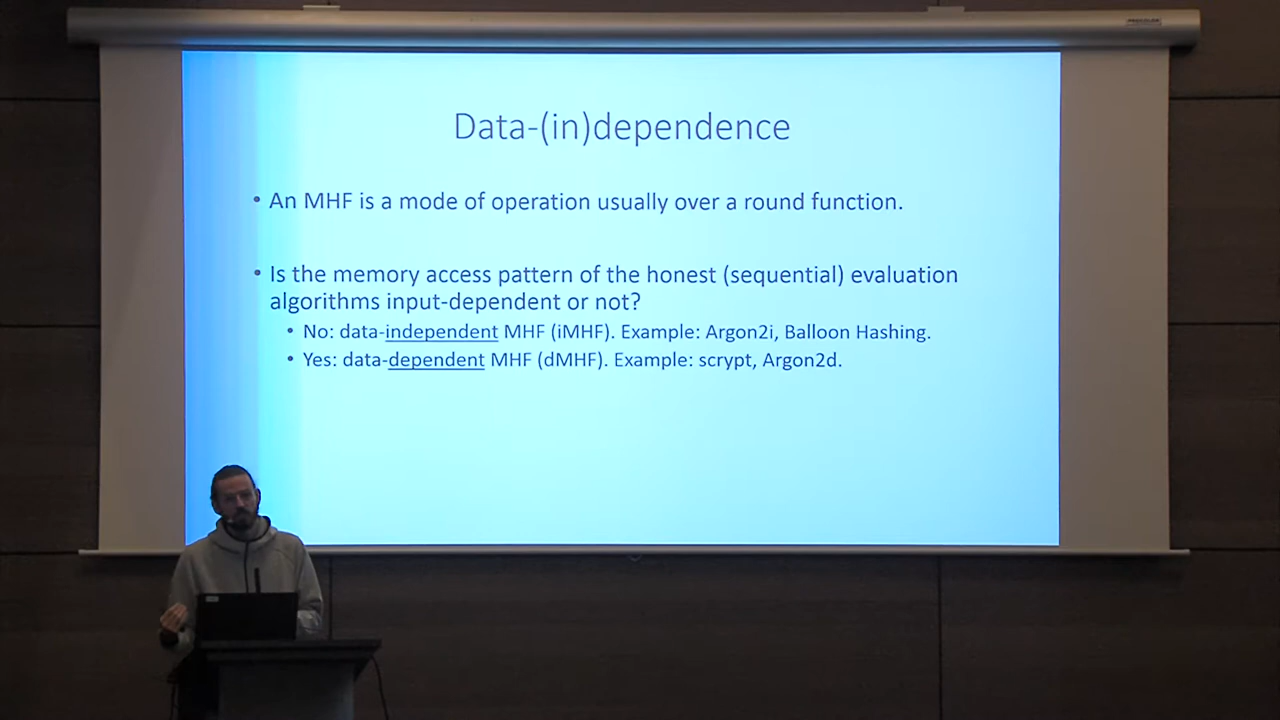 Data-(in)dependence
• An MHF is a mode of operation usually over a round function.
• Is the memory access pattern of the honest (sequential) evaluation
algorithms input-dependent or not?
• No: data-independent MHF (iMHF). Example: Argon2i, Balloon Hashing.
• Yes: data-dependent MHF (dMHF). Example: scrypt, Argon2d.